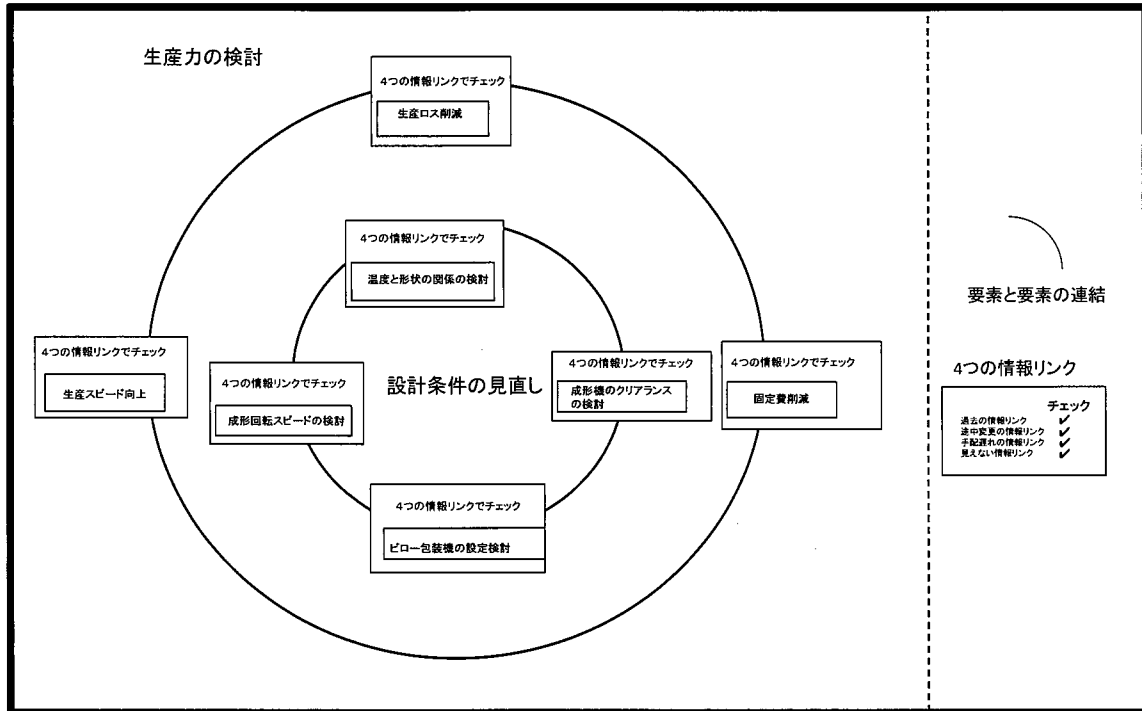 生産力の検討
4つの情報リンクでチェック
生産ロス削減
4つの情報リンクでチェック
温度と形状の関係の検討
4つの情報リンクでチェック
生産スピード向上
4つの情報リンクでチェック
成形回転スピードの検討
設計条件の見直し
4つの情報リンクでチェック
成形機のクリアランス
の検討
4つの情報リンクでチェック
固定費削減
4つの情報リンクでチェック
ピロー包装機の設定検討
要素と要素の連結
4つの情報リンク
チェック
過去の情報リンク ✓
途中変更の情報リンク ✓
手配遅れの情報リンク ✓
見えない情報リンク ✓